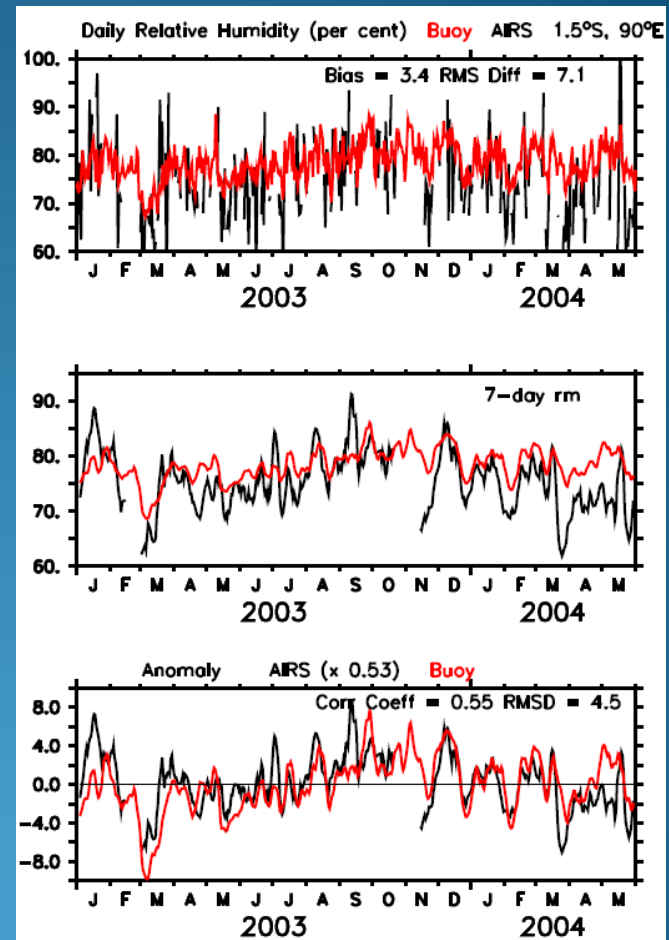 Daily Relative Humidity (per cent) Buoy AIRS 1.5°S, 90°E
100.
Bias = 3.4 RMS Diff = 7.1
90.
80.
70.
60.
J F M A M J J A S O N D J F M A M
2003 2004
90.
7-day rm
80.
70.
60.
J F M A M J J A S O N D J F M A M
2003 2004
Anomaly AIRS (x 0.53) Buoy
8.0
Corr Coeff = 0.55 RMSD = 4.5
4.0
0.0
-4.0
-8.0
J F M A M J J A S O N D J F M A M
2003 2004